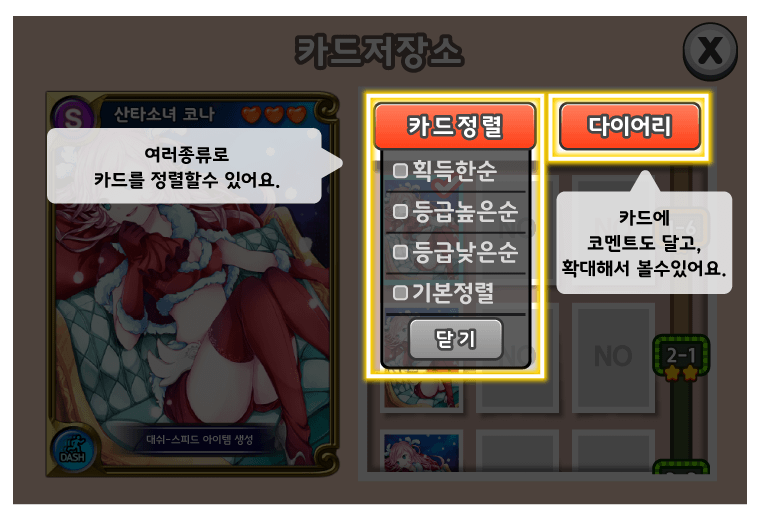 카드저장소
X
S
산타소녀 코나
카드정렬
다이어리
여러종류로
카드를 정렬할수 있어요.
획득한순
등급높은순
등급낮은순
기본정렬
닫기
카드에
코멘트도 달고,
확대해서 볼수있어요.
NO
NO
NO
NO
2-1
대쉬-스피드 아이템 생성
DASH